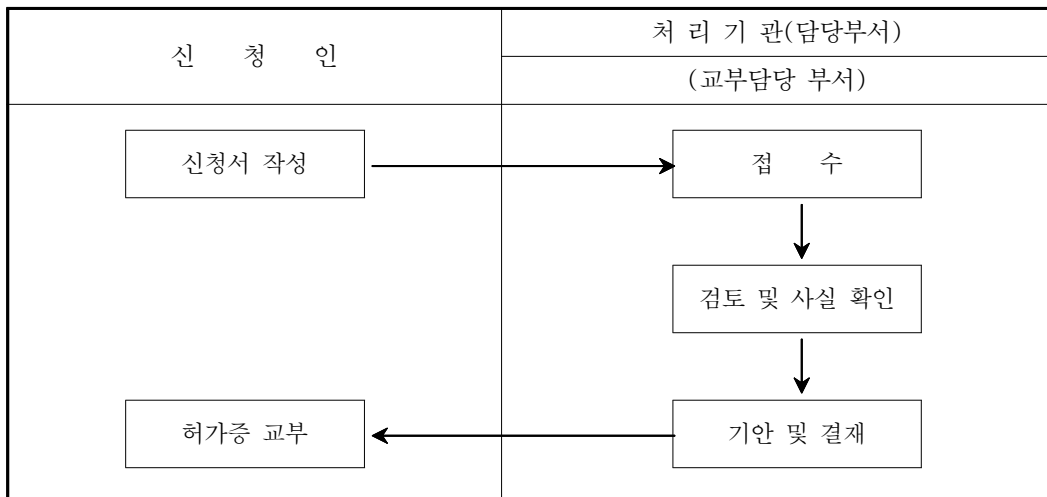 신 청 인
처 리 기 관(담당부서)
(교부담당 부서)
신청서 작성
접 수
검토 및 사실 확인
기안 및 결재
허가증 교부